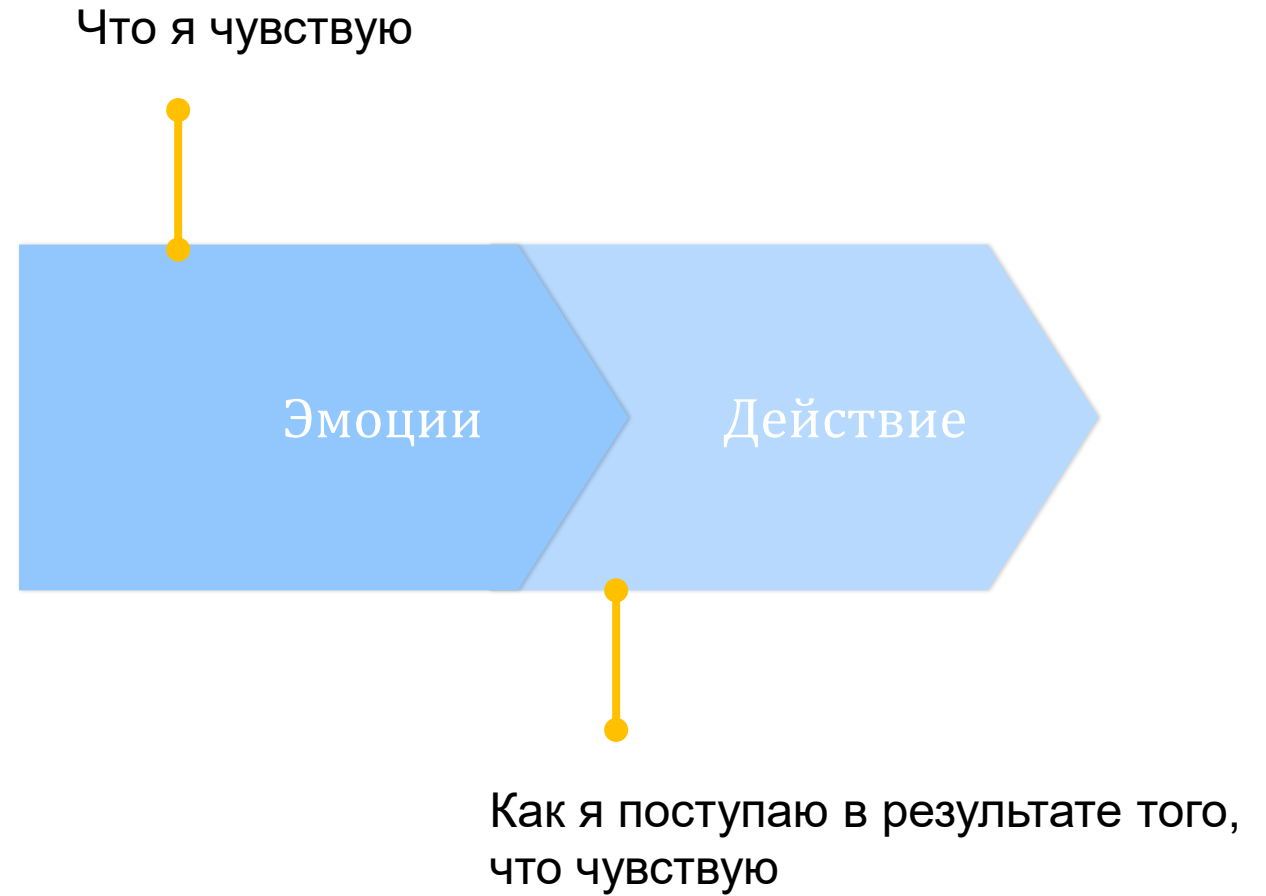 Что я чувствую
Эмоции
Действие
Как я поступаю в результате того,
что чувствую